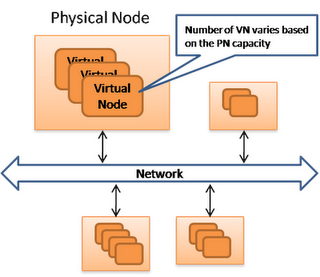 Physical Node
Number of VN varies based
on the PN capacity
Virtual
Virtual
Virtual
Node
Network